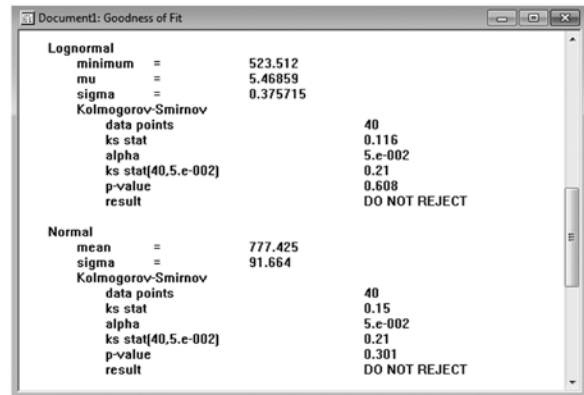 Document1: Goodness of Fit
Lognormal
minimum = 523.512
mu = 5.46859
sigma = 0.375715
Kolmogorov-Smirnov
data points 40
ks stat 0.116
alpha 5.e-002
ks stat(40,5.e-002) 0.21
p-value 0.608
result DO NOT REJECT
Normal
mean = 777.425
sigma = 91.664
Kolmogorov-Smirnov
data points 40
ks stat 0.15
alpha 5.e-002
ks stat(40,5.e-002) 0.21
p-value 0.301
result DO NOT REJECT